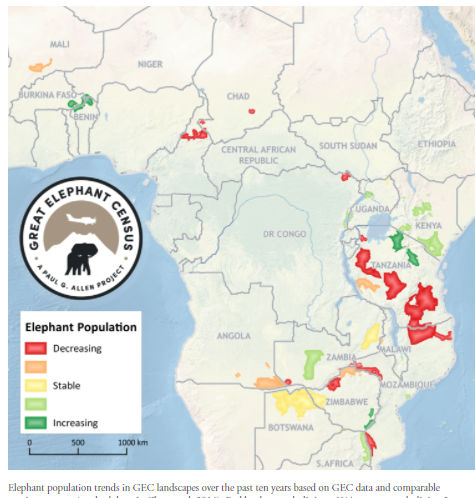 MALI
NIGER
CHAD
BURKINA FASO
BENIN
CENTRAL AFRICAN
REPUBLIC
SOUTH SUDAN
ETHIOPIA
UGANDA
KENYA
DR CONGO
TANZANIA
GREAT ELEPHANT CENSUS
A PAUL G. ALLEN PROJECT
Elephant Population
Decreasing
Stable
Increasing
0 500 1000 km
ANGOLA
ZAMBIA
MALAWI
MOZAMBIQUE
ZIMBABWE
BOTSWANA
S.AFRICA
Elephant population trends in GEC landscapes over the past ten years based on GEC data and comparable